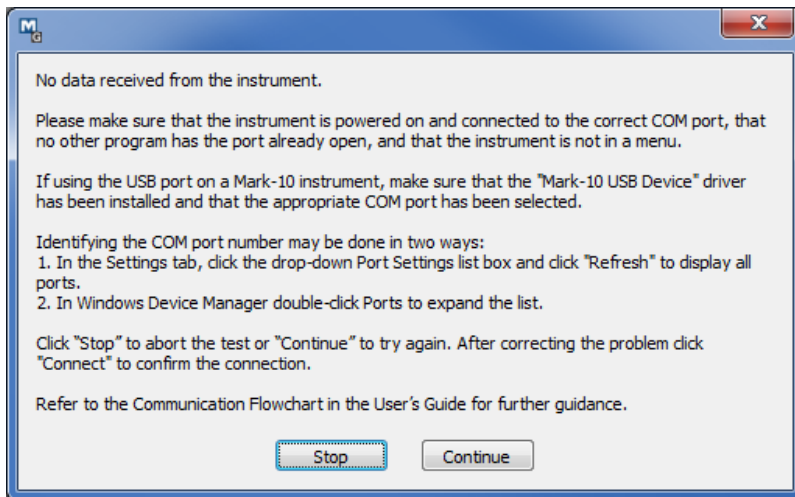 M
G
X
No data received from the instrument.
Please make sure that the instrument is powered on and connected to the correct COM port, that
no other program has the port already open, and that the instrument is not in a menu.
If using the USB port on a Mark-10 instrument, make sure that the "Mark-10 USB Device" driver
has been installed and that the appropriate COM port has been selected.
Identifying the COM port number may be done in two ways:
1. In the Settings tab, click the drop-down Port Settings list box and click "Refresh" to display all
ports.
2. In Windows Device Manager double-click Ports to expand the list.
Click “Stop” to abort the test or “Continue” to try again. After correcting the problem click
"Connect" to confirm the connection.
Refer to the Communication Flowchart in the User’s Guide for further guidance.
Stop Continue